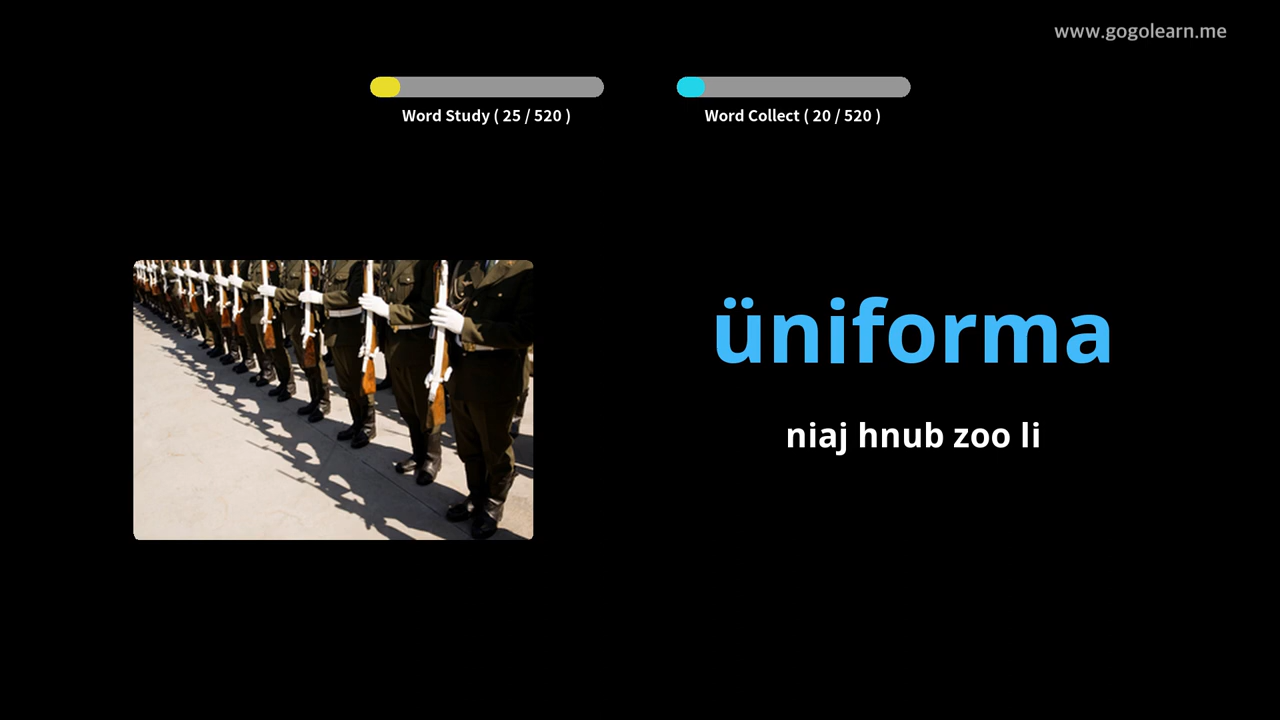 www.gogolearn.me
Word Study ( 25 / 520 )
Word Collect ( 20 / 520 )
üniforma
niaj hnub zoo li